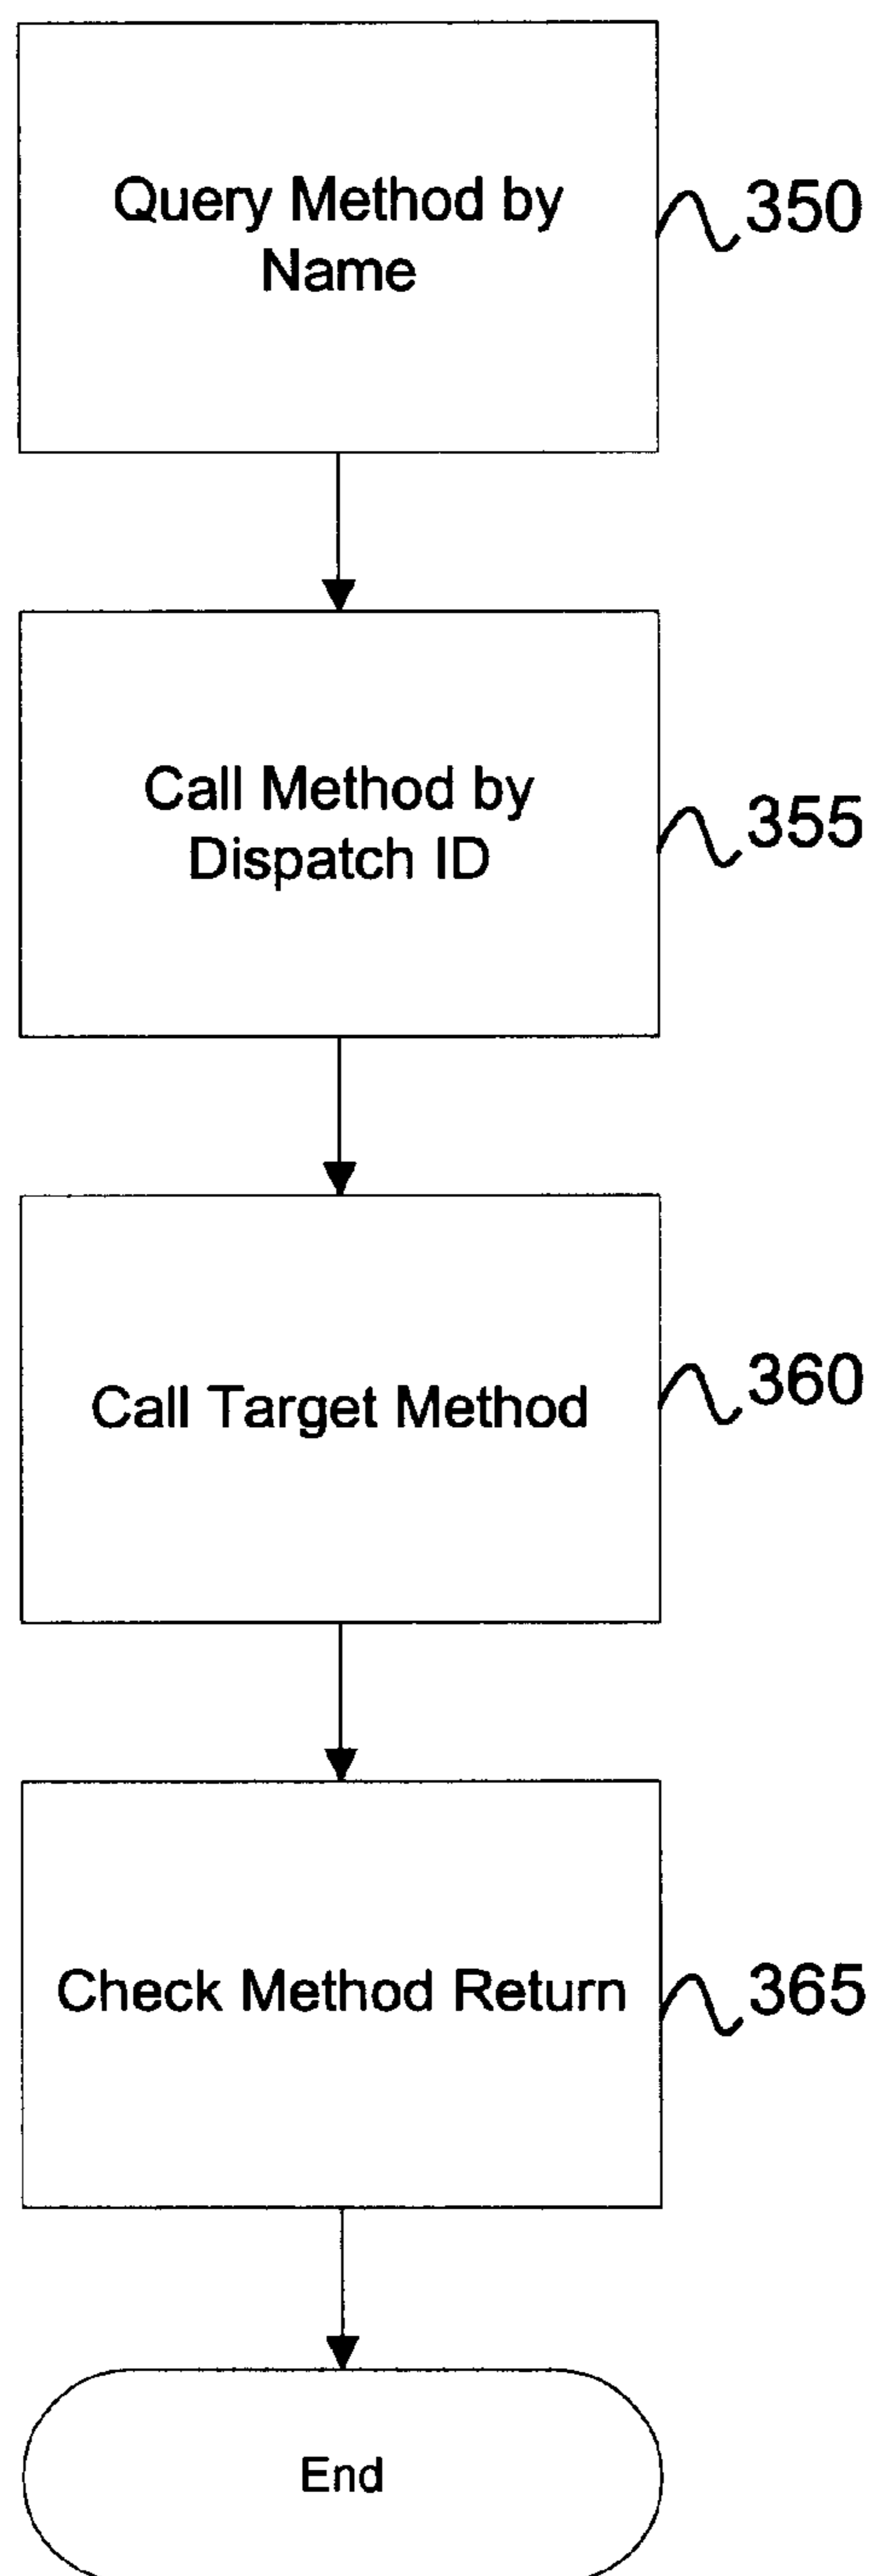 Query Method by
Name
350
Call Method by
Dispatch ID
355
Call Target Method
360
Check Method Return
365
End